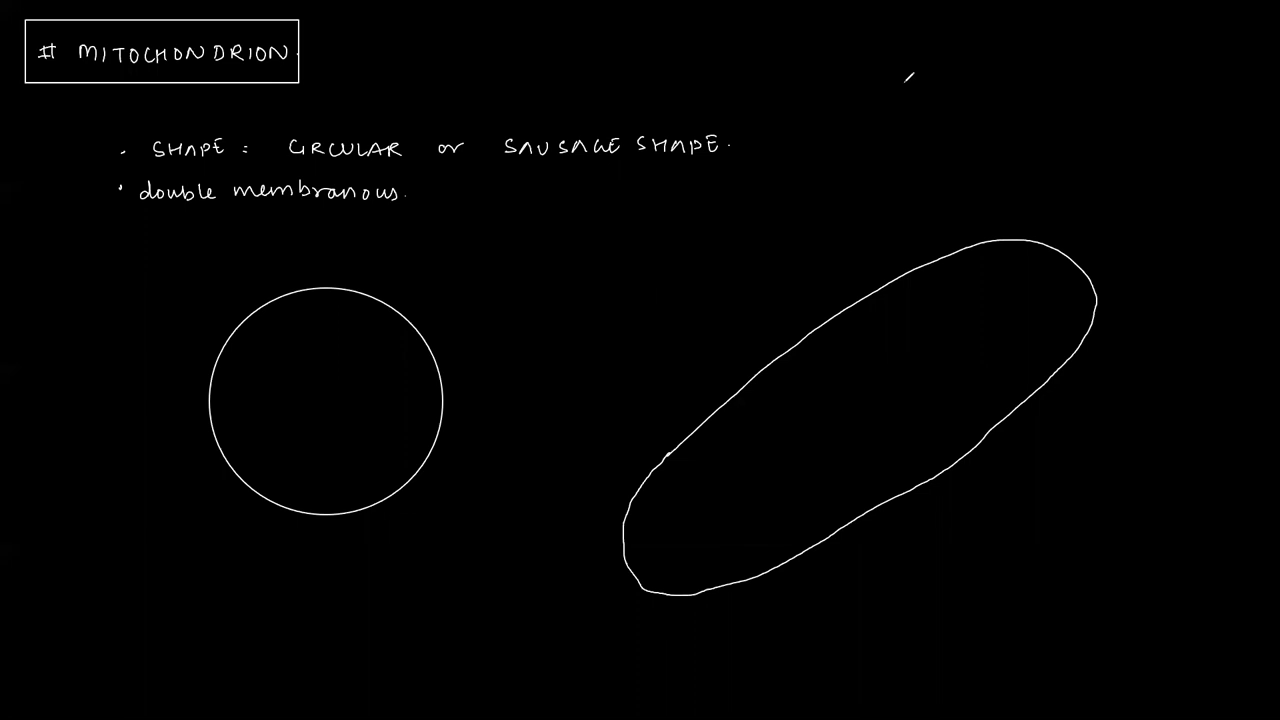 # MITOCHONDRION.
. SHAPE : CIRCULAR or SAUSAGE SHAPE.
. double membranous.